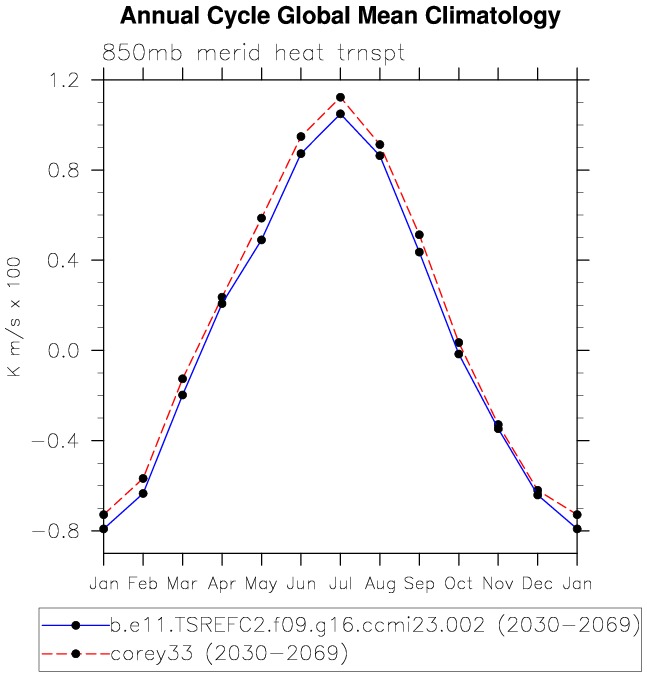 Annual Cycle Global Mean Climatology
850mb merid heat trnspt
1.2
0.8
0.4
0.0
−0.4
−0.8
K m/s x 100
Jan Feb Mar Apr May Jun Jul Aug Sep Oct Nov Dec Jan
b.e11.TSREFC2.f09.g16.ccmi23.002 (2030−2069)
corey33 (2030−2069)